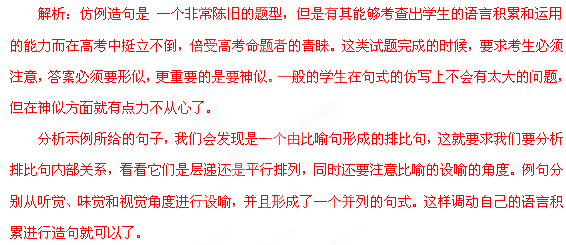 解析：仿例造句是 一个非常陈旧的题型，但是有其能够考查出学生的语言积累和运用
的能力而在高考中挺立不倒，倍受高考命题者的青睐。这类试题完成的时候，要求考生必须
注意，答案必须要形似，更重要的是要神似。一般的学生在句式的仿写上不会有太大的问题，
但在神似方面就有点力不从心了。
分析示例所给的句子，我们会发现是一个由比喻句形成的排比句，这就要求我们要分析
排比句内部关系，看看它们是层递还是平行排列，同时还要注意比喻的设喻的角度。例句分
别从听觉、味觉和视觉角度进行设喻，并且形成了一个并列的句式。这样调动自己的语言积
累进行造句就可以了。